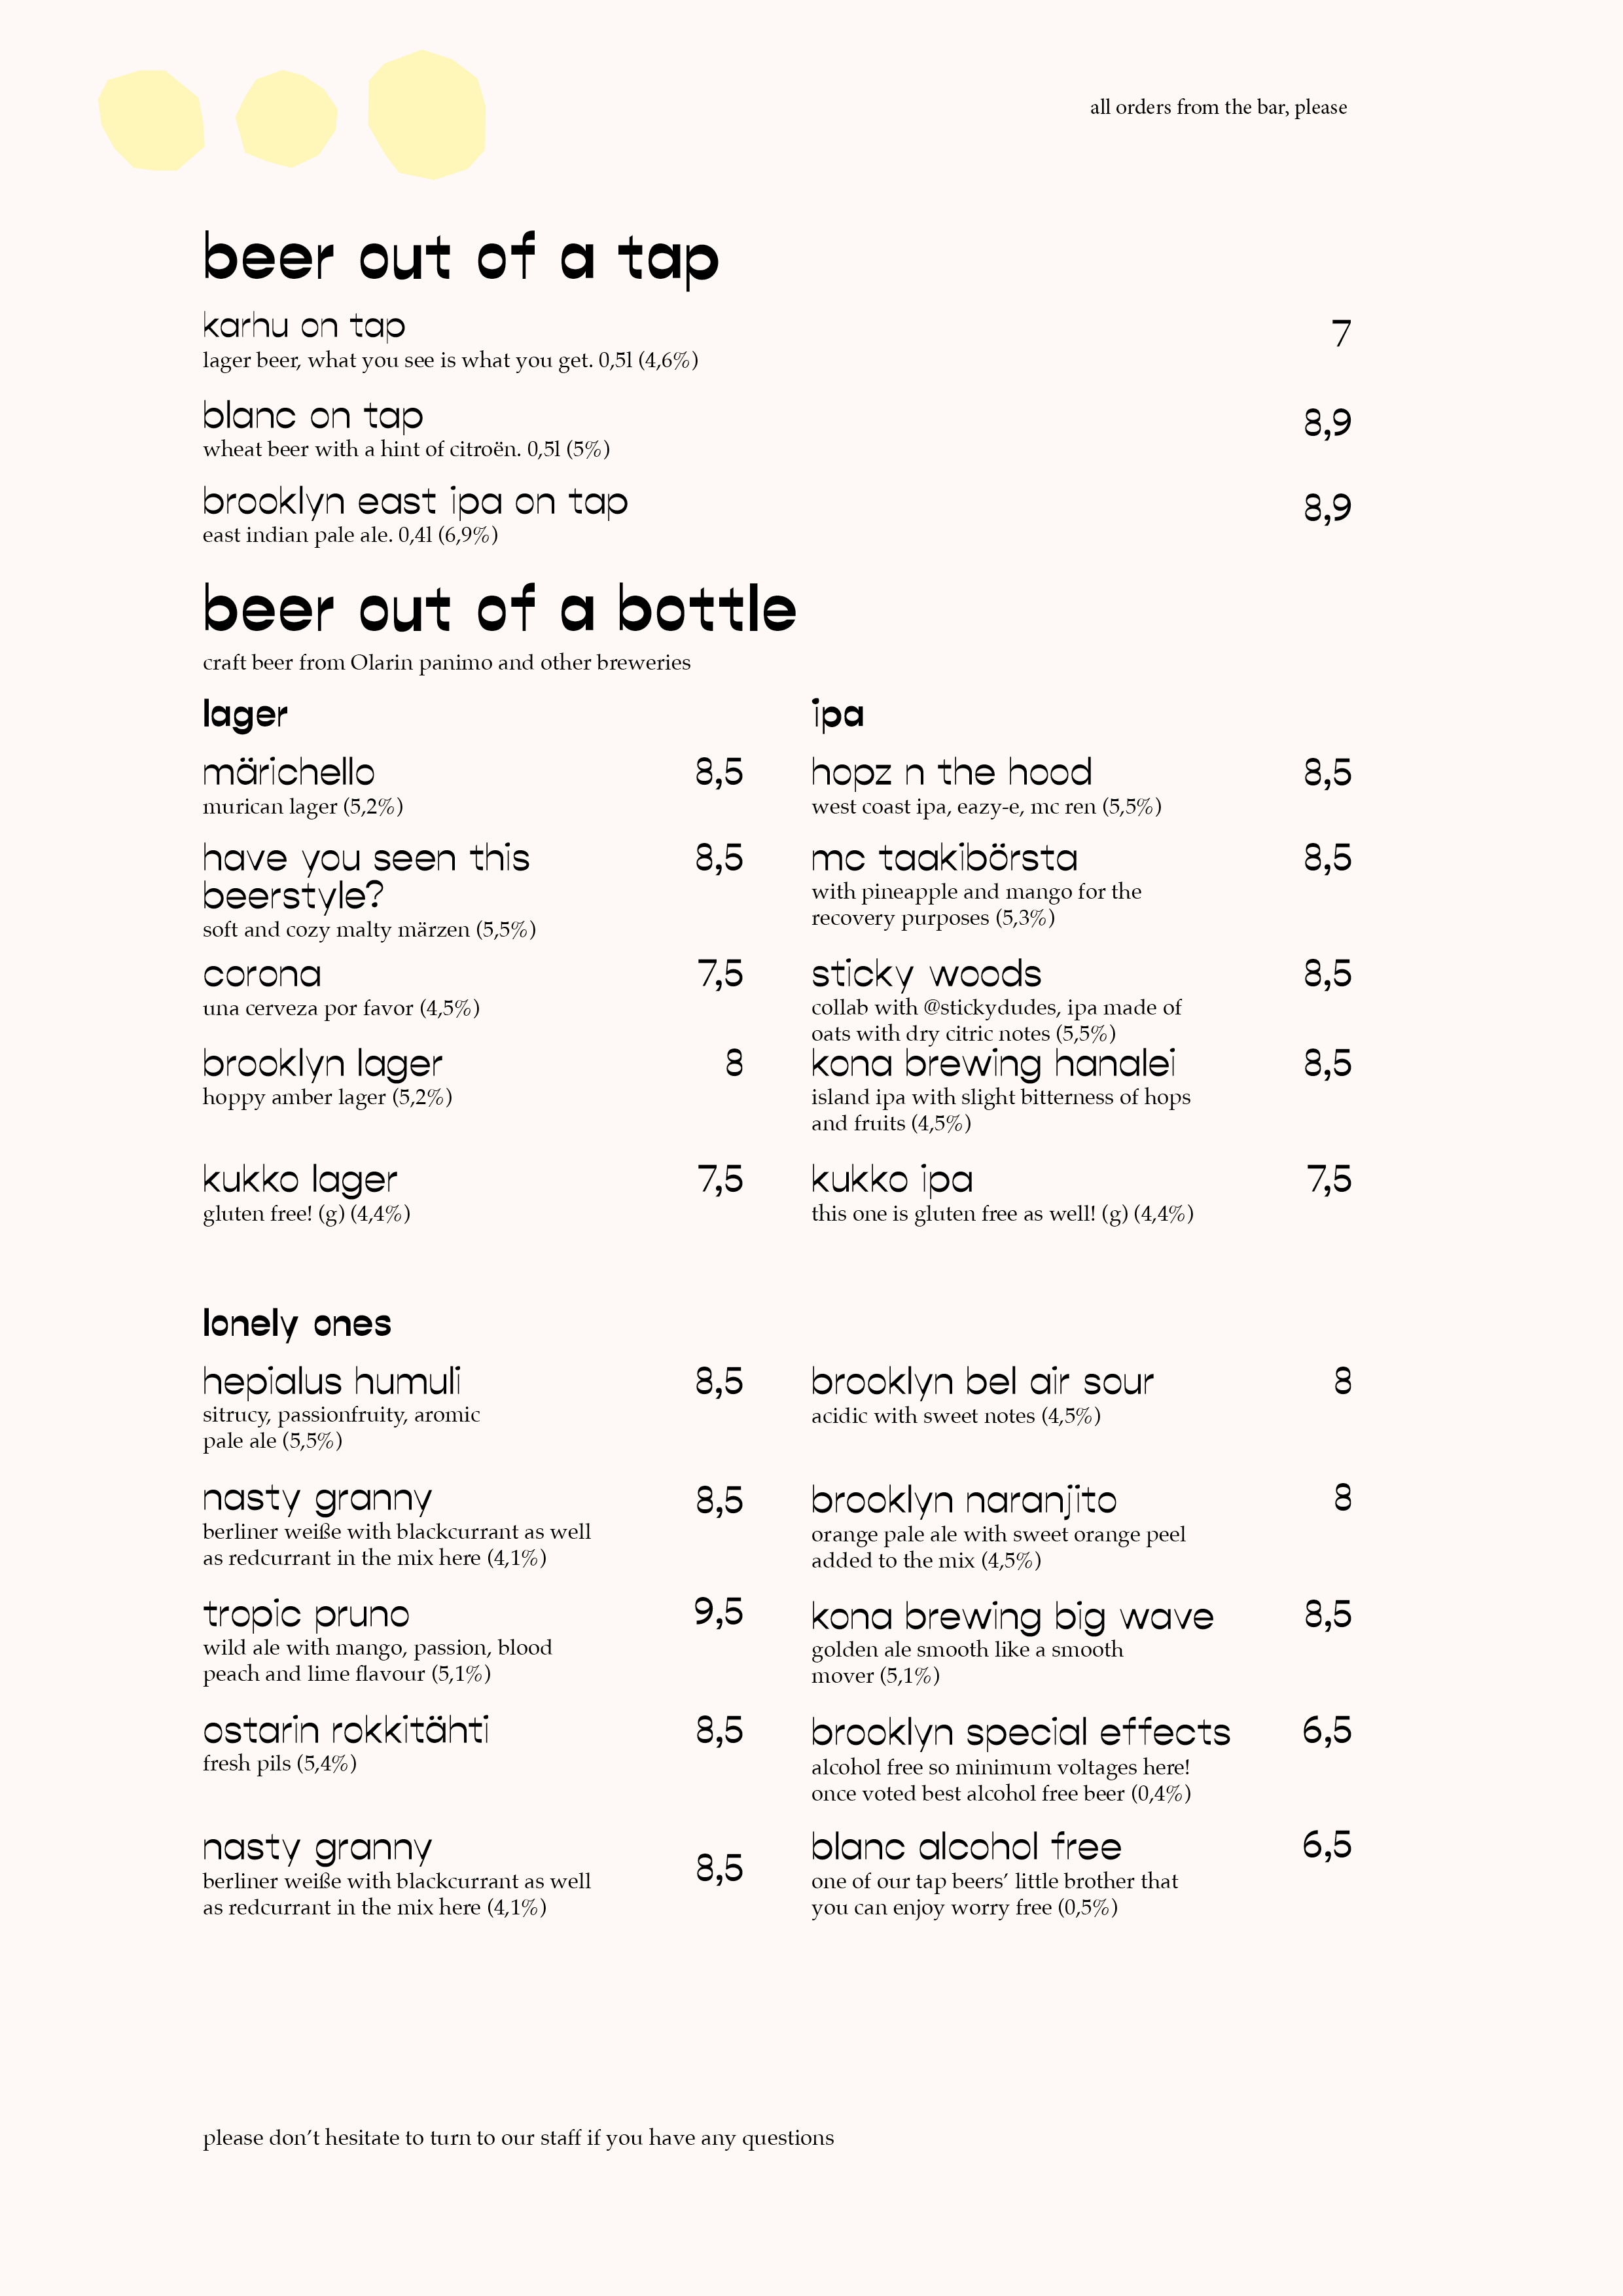 all orders from the bar, please
beer out of a tap
karhu on tap 7
lager beer, what you see is what you get. 0,5l (4,6%)
blanc on tap 8,9
wheat beer with a hint of citroën. 0,5l (5%)
brooklyn east ipa on tap 8,9
east indian pale ale. 0,4l (6,9%)
beer out of a bottle
craft beer from Olarin panimo and other breweries
lager
märichello 8,5
murican lager (5,2%)
have you seen this 8,5
beerstyle?
soft and cozy malty märzen (5,5%)
corona 7,5
una cerveza por favor (4,5%)
brooklyn lager 8
hoppy amber lager (5,2%)
kukko lager 7,5
gluten free! (g) (4,4%)
ipa
hopz n the hood 8,5
west coast ipa, eazy-e, mc ren (5,5%)
mc taakibörsta 8,5
with pineapple and mango for the
recovery purposes (5,3%)
sticky woods 8,5
collab with @stickydudes, ipa made of
oats with dry citric notes (5,5%)
kona brewing hanalei 8,5
island ipa with slight bitterness of hops
and fruits (4,5%)
kukko ipa 7,5
this one is gluten free as well! (g) (4,4%)
lonely ones
hepialus humuli 8,5
sitrucy, passionfruity, aromic
pale ale (5,5%)
nasty granny 8,5
berliner weiße with blackcurrant as well
as redcurrant in the mix here (4,1%)
tropic pruno 9,5
wild ale with mango, passion, blood
peach and lime flavour (5,1%)
ostarin rokkitähti 8,5
fresh pils (5,4%)
nasty granny 8,5
berliner weiße with blackcurrant as well
as redcurrant in the mix here (4,1%)
brooklyn bel air sour 8
acidic with sweet notes (4,5%)
brooklyn naranjito 8
orange pale ale with sweet orange peel
added to the mix (4,5%)
kona brewing big wave 8,5
golden ale smooth like a smooth
mover (5,1%)
brooklyn special effects 6,5
alcohol free so minimum voltages here!
once voted best alcohol free beer (0,4%)
blanc alcohol free 6,5
one of our tap beers’ little brother that
you can enjoy worry free (0,5%)
please don’t hesitate to turn to our staff if you have any questions